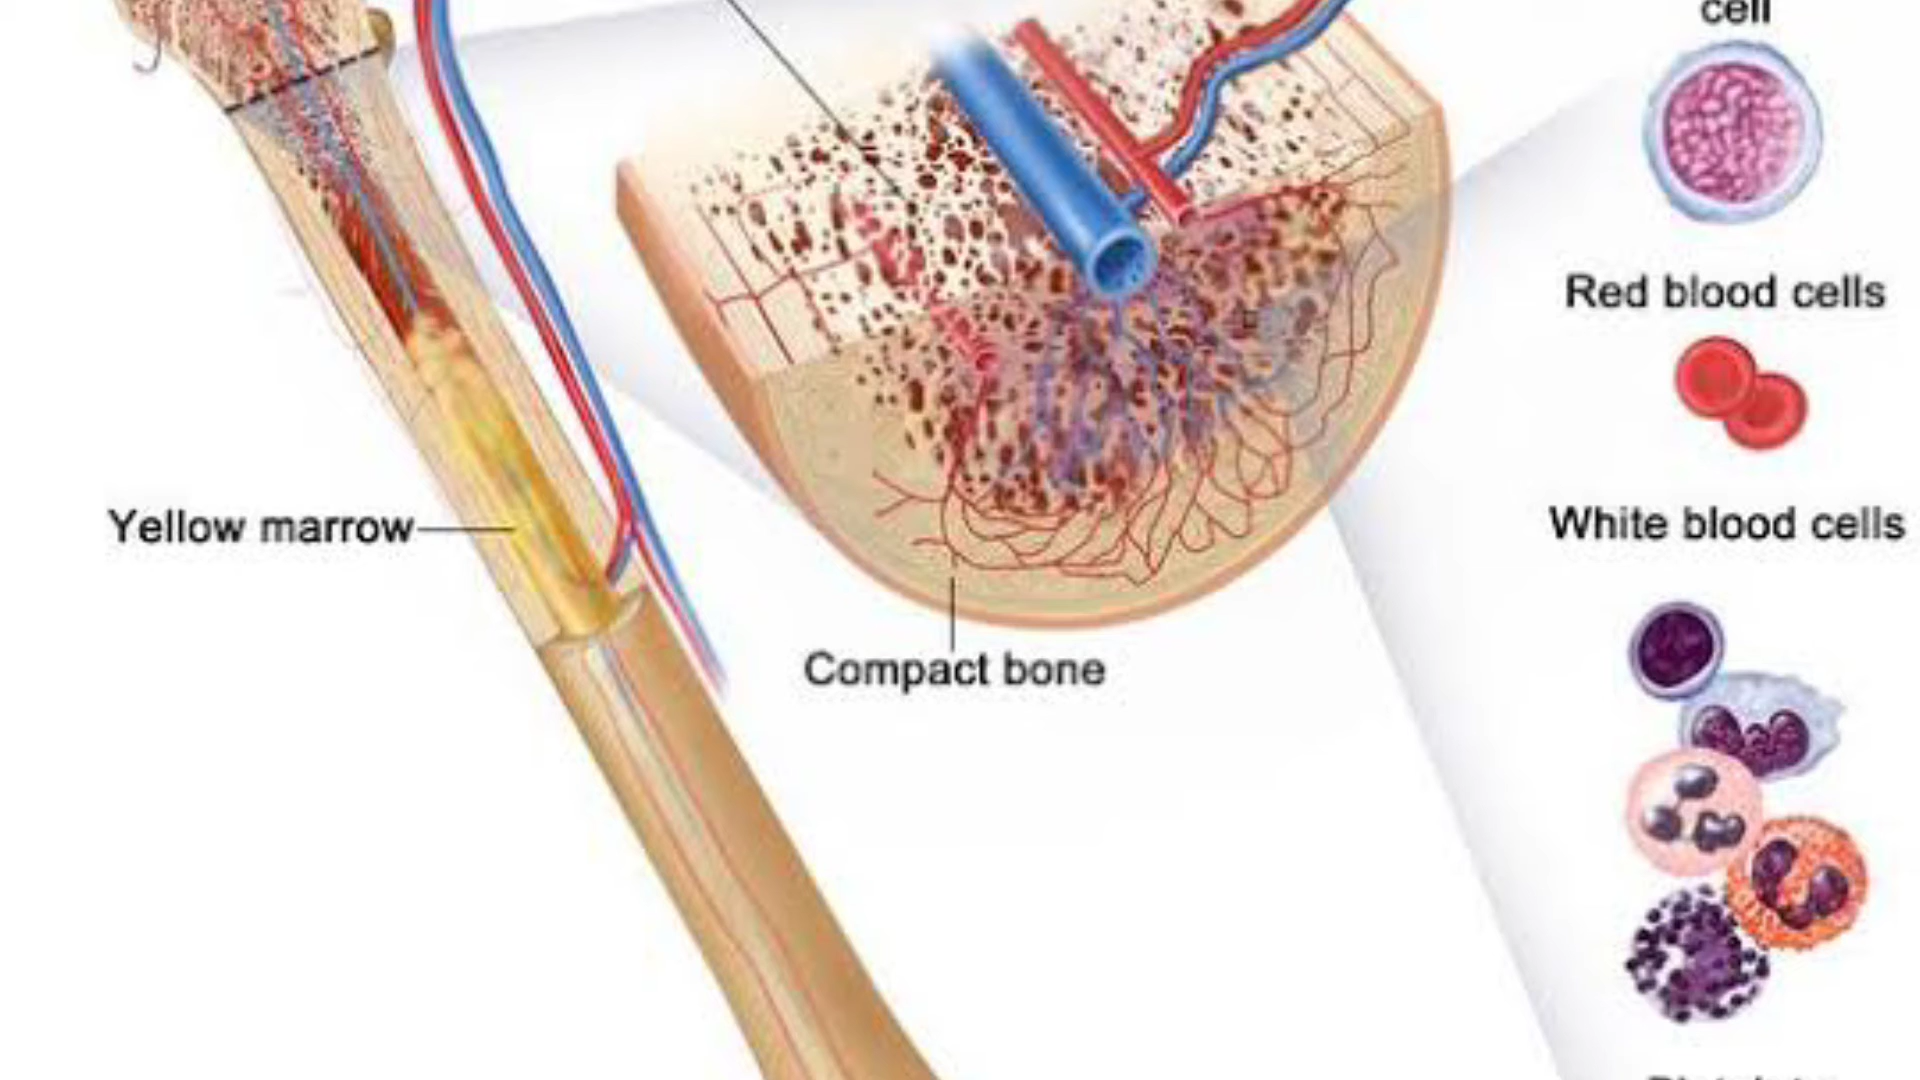 cell
Red blood cells
Yellow marrow
White blood cells
Compact bone